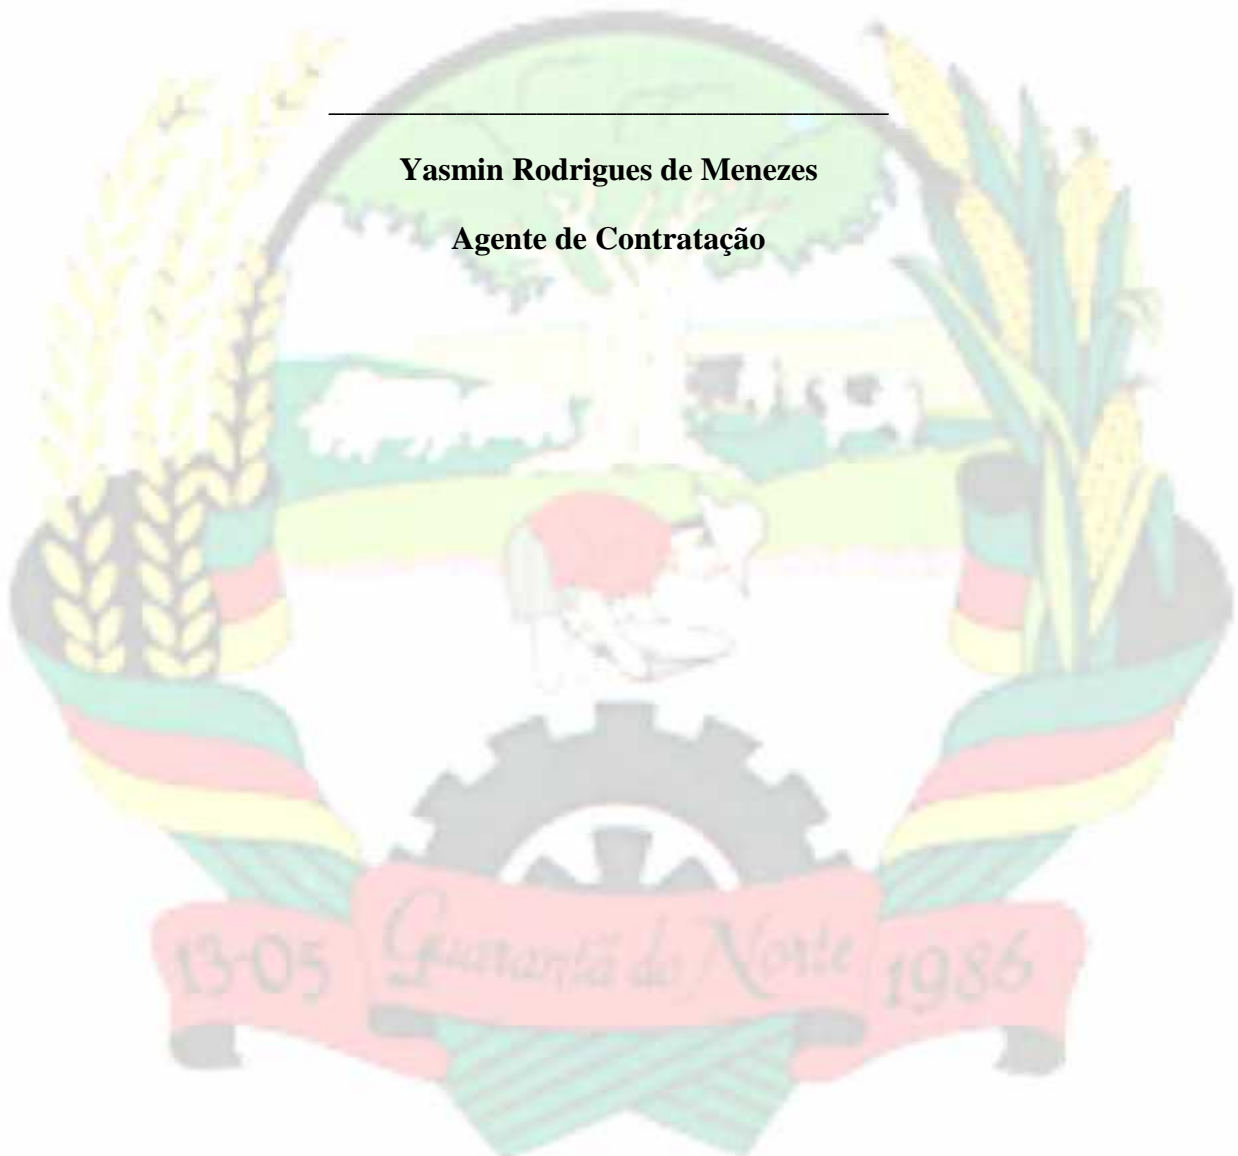 Yasmin Rodrigues de Menezes
Agente de Contratação
13-05 Guarantã do Norte 1986